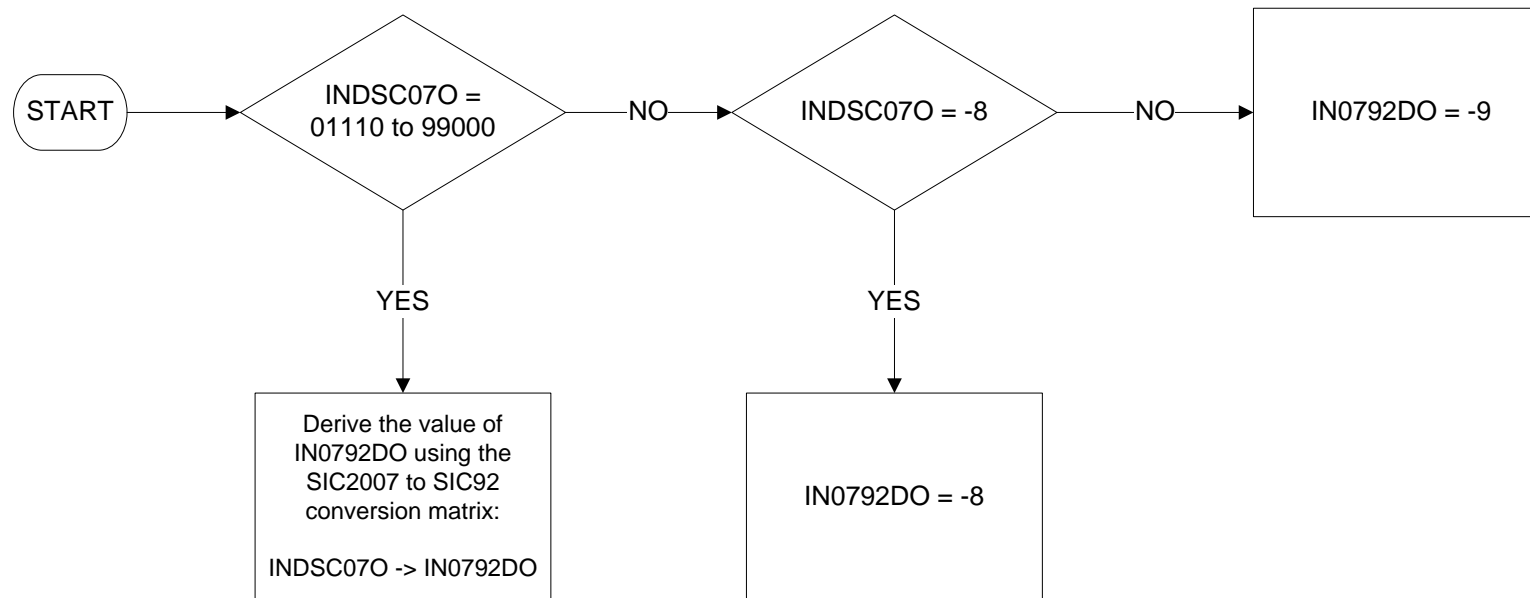 START
INDSC07O =
01110 to 99000
NO
INDSC07O = -8
NO
IN0792DO = -9
YES
YES
Derive the value of
IN0792DO using the
SIC2007 to SIC92
conversion matrix:
INDSC07O -> IN0792DO
IN0792DO = -8